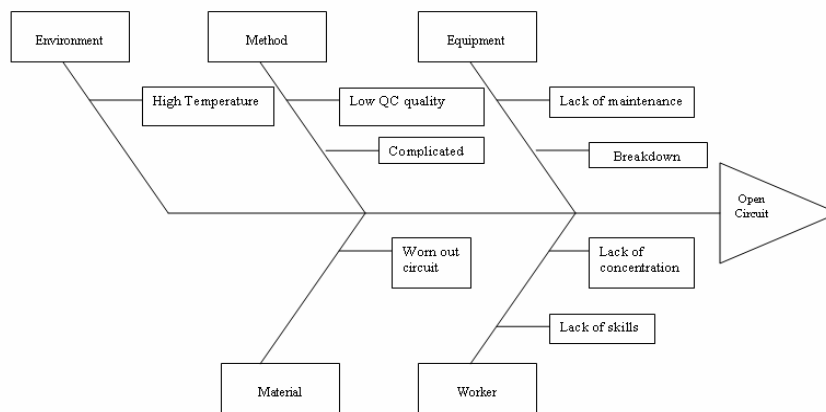 Environment
Method
Equipment
High Temperature
Low QC quality
Lack of maintenance
Complicated
Breakdown
Open
Circuit
Worn out
circuit
Lack of
concentration
Lack of skills
Material
Worker